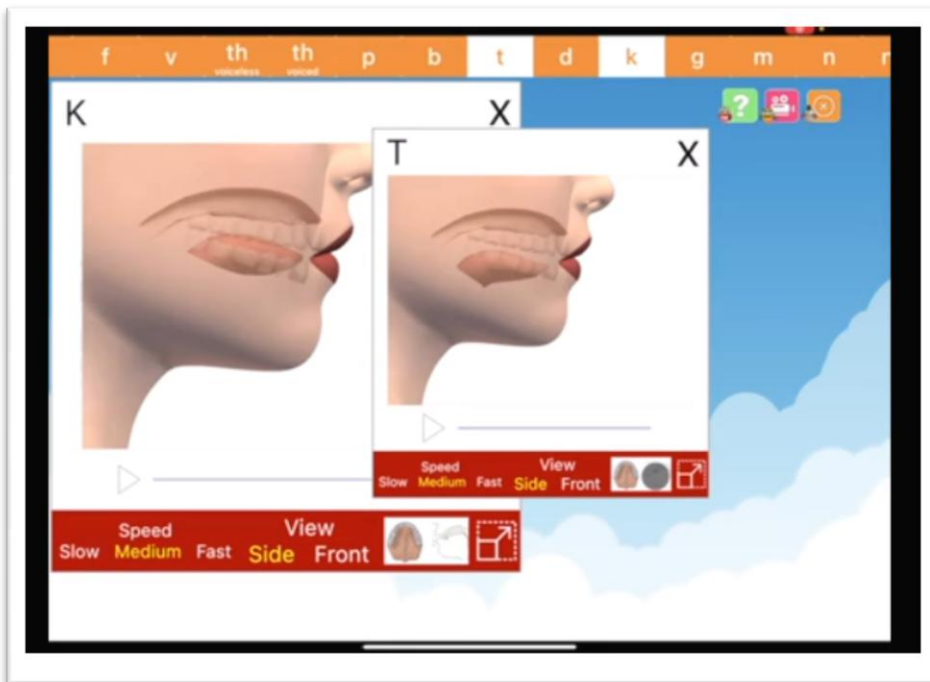 f v th th p b t d k g m n r
voiceless voiced
K X
T X
Speed View
Slow Medium Fast Side Front
Speed View
Slow Medium Fast Side Front